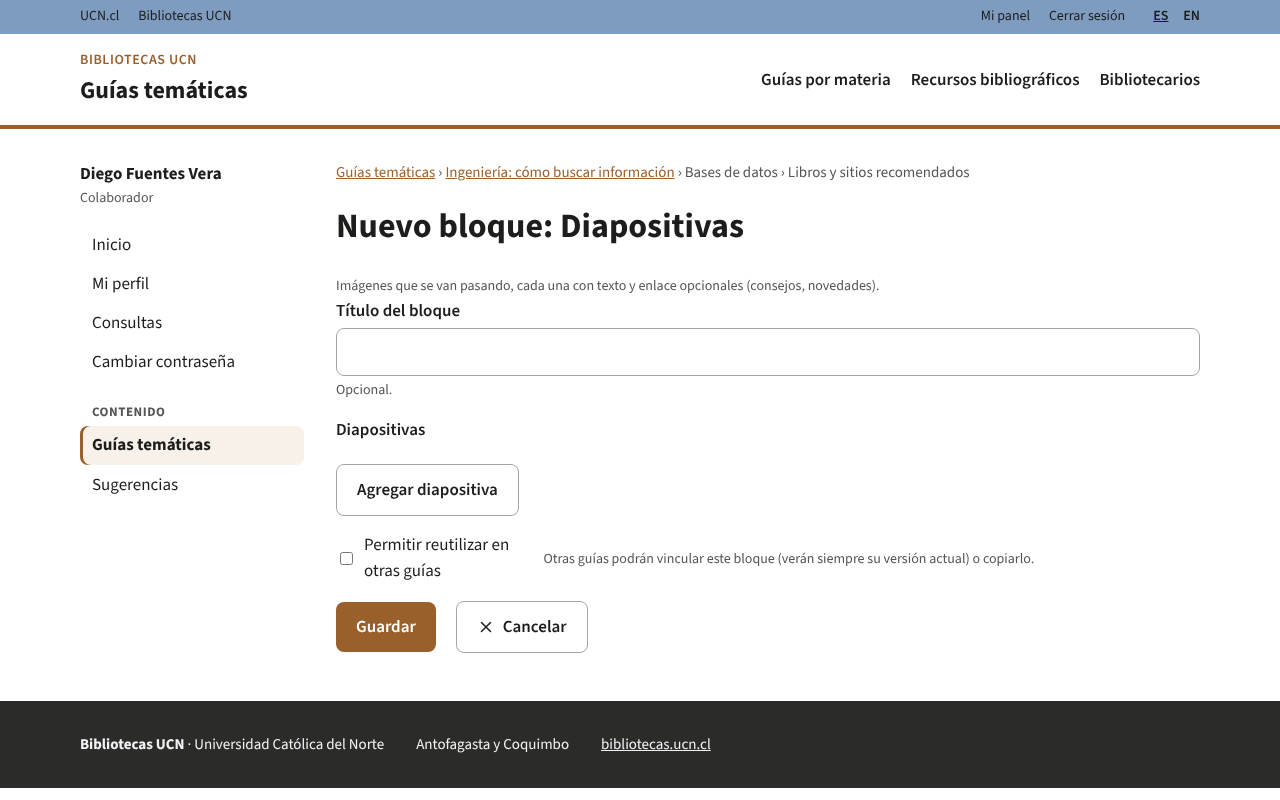 UCN.cl Bibliotecas UCN Mi panel Cerrar sesión ES EN
BIBLIOTECAS UCN
Guías temáticas
Guías por materia Recursos bibliográficos Bibliotecarios
Diego Fuentes Vera
Colaborador
Inicio
Mi perfil
Consultas
Cambiar contraseña
CONTENIDO
Guías temáticas
Sugerencias
Guías temáticas › Ingeniería: cómo buscar información › Bases de datos › Libros y sitios recomendados
Nuevo bloque: Diapositivas
Imágenes que se van pasando, cada una con texto y enlace opcionales (consejos, novedades).
Título del bloque
Opcional.
Diapositivas
Agregar diapositiva
Permitir reutilizar en
otras guías
Otras guías podrán vincular este bloque (verán siempre su versión actual) o copiarlo.
Guardar Cancelar
Bibliotecas UCN · Universidad Católica del Norte Antofagasta y Coquimbo bibliotecas.ucn.cl